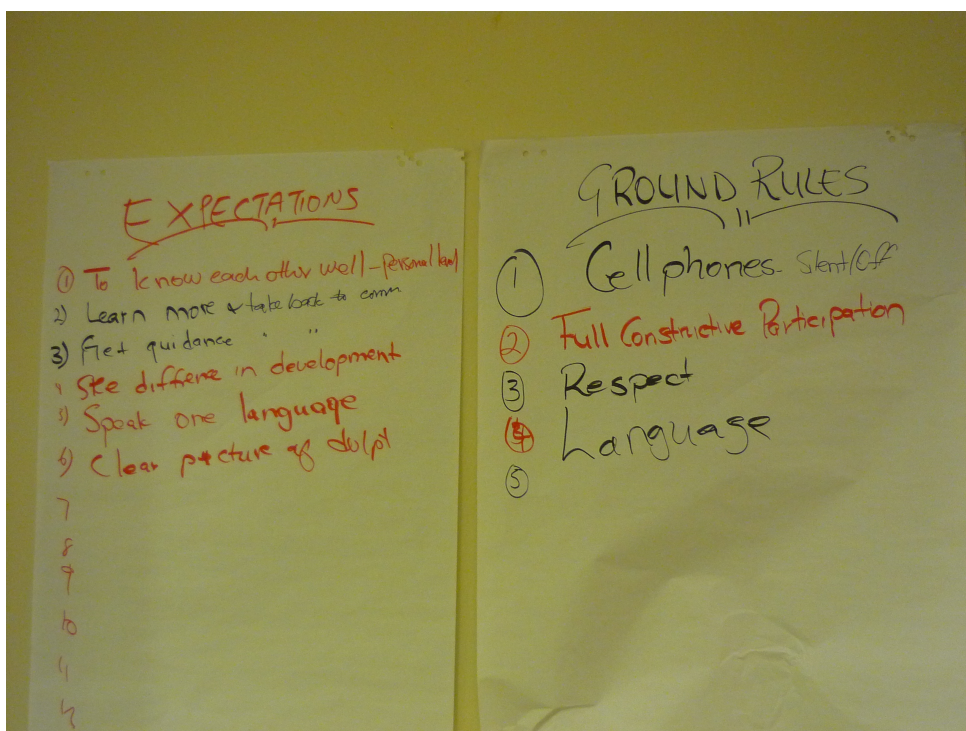 EXPECTATIONS
① To know each other well - Personal level
2) Learn more & take back to comm
3) Get guidance " "
See differe in development
5) Speak one language
6) Clear picture of dvlpt
7
8
9
10
11
12
GROUND RULES
① Cellphones - Silent/Off
② Full Constructive Participation
③ Respect
④ Language
⑤